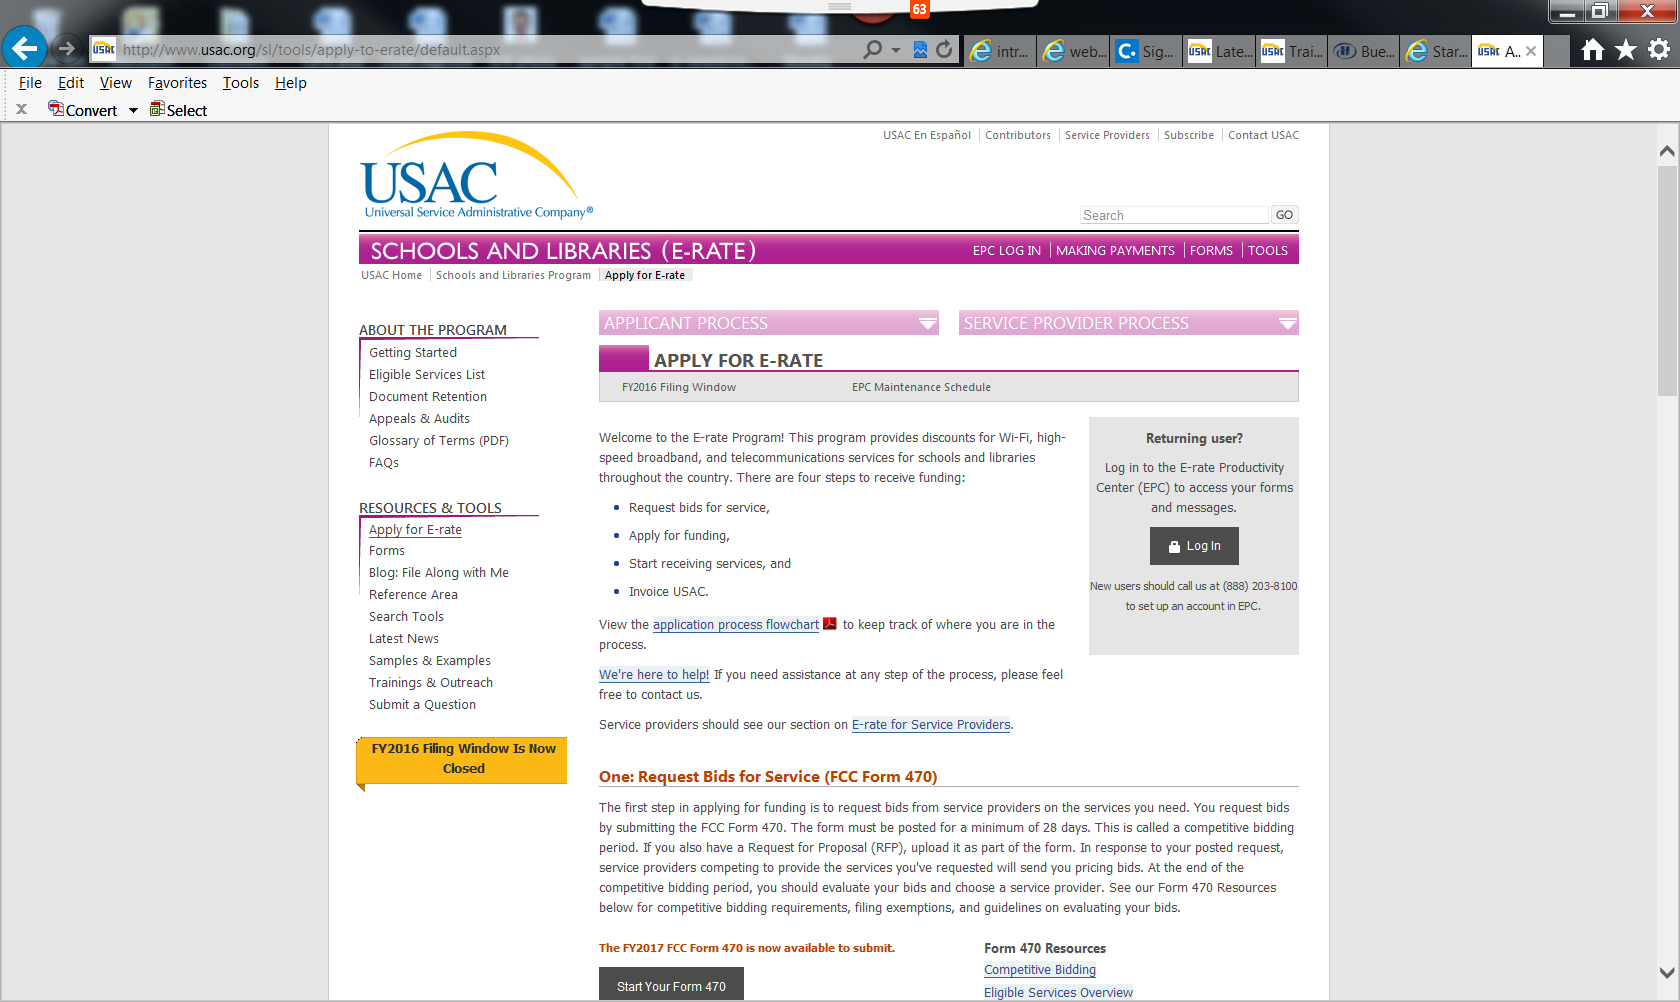 63
http://www.usac.org/sl/tools/apply-to-erate/default.aspx
intr...
web...
Sig...
Late...
Trai...
Bue...
Star...
A...
File Edit View Favorites Tools Help
x Convert Select
USAC En Español Contributors Service Providers Subscribe Contact USAC
USAC
Universal Service Administrative Company®
Search GO
SCHOOLS AND LIBRARIES (E-RATE) EPC LOG IN MAKING PAYMENTS FORMS TOOLS
USAC Home Schools and Libraries Program Apply for E-rate
ABOUT THE PROGRAM
Getting Started
Eligible Services List
Document Retention
Appeals & Audits
Glossary of Terms (PDF)
FAQs
RESOURCES & TOOLS
Apply for E-rate
Forms
Blog: File Along with Me
Reference Area
Search Tools
Latest News
Samples & Examples
Trainings & Outreach
Submit a Question
FY2016 Filing Window Is Now
Closed
APPLICANT PROCESS SERVICE PROVIDER PROCESS
APPLY FOR E-RATE
FY2016 Filing Window EPC Maintenance Schedule
Welcome to the E-rate Program! This program provides discounts for Wi-Fi, high-
speed broadband, and telecommunications services for schools and libraries
throughout the country. There are four steps to receive funding:
Request bids for service,
Apply for funding,
Start receiving services, and
Invoice USAC.
View the application process flowchart to keep track of where you are in the
process.
We're here to help! If you need assistance at any step of the process, please feel
free to contact us.
Service providers should see our section on E-rate for Service Providers.
Returning user?
Log in to the E-rate Productivity
Center (EPC) to access your forms
and messages.
Log In
New users should call us at (888) 203-8100
to set up an account in EPC.
One: Request Bids for Service (FCC Form 470)
The first step in applying for funding is to request bids from service providers on the services you need. You request bids
by submitting the FCC Form 470. The form must be posted for a minimum of 28 days. This is called a competitive bidding
period. If you also have a Request for Proposal (RFP), upload it as part of the form. In response to your posted request,
service providers competing to provide the services you've requested will send you pricing bids. At the end of the
competitive bidding period, you should evaluate your bids and choose a service provider. See our Form 470 Resources
below for competitive bidding requirements, filing exemptions, and guidelines on evaluating your bids.
The FY2017 FCC Form 470 is now available to submit.
Start Your Form 470
Form 470 Resources
Competitive Bidding
Eligible Services Overview